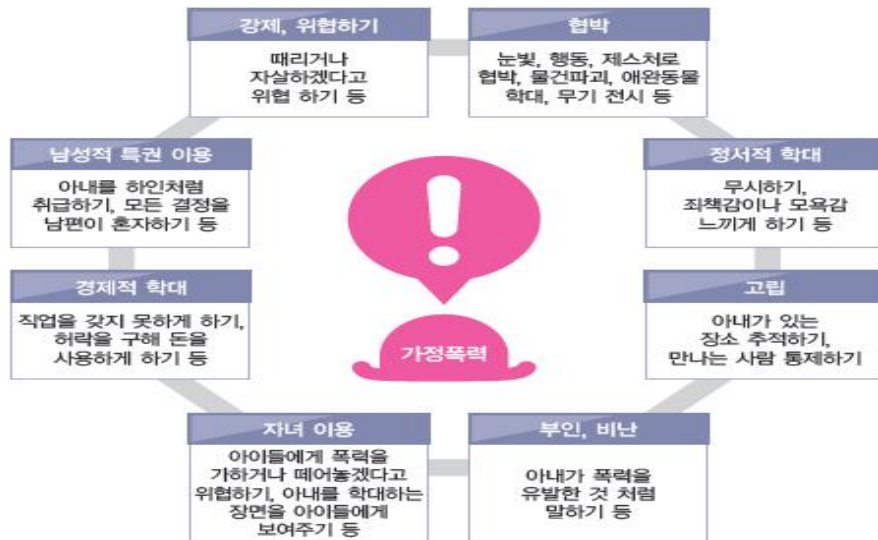 강제, 위협하기
때리거나
자살하겠다고
위협 하기 등
협박
눈빛, 행동, 제스처로
협박, 물건파괴, 애완동물
학대, 무기 전시 등
남성적 특권 이용
아내를 하인처럼
취급하기, 모든 결정을
남편이 혼자하기 등
정서적 학대
무시하기,
죄책감이나 모욕감
느끼게 하기 등
경제적 학대
직업을 갖지 못하게 하기,
허락을 구해 돈을
사용하게 하기 등
고립
아내가 있는
장소 추적하기,
만나는 사람 통제하기
가정폭력
자녀 이용
아이들에게 폭력을
가하거나 떼어놓겠다고
위협하기, 아내를 학대하는
장면을 아이들에게
보여주기 등
부인, 비난
아내가 폭력을
유발한 것 처럼
말하기 등